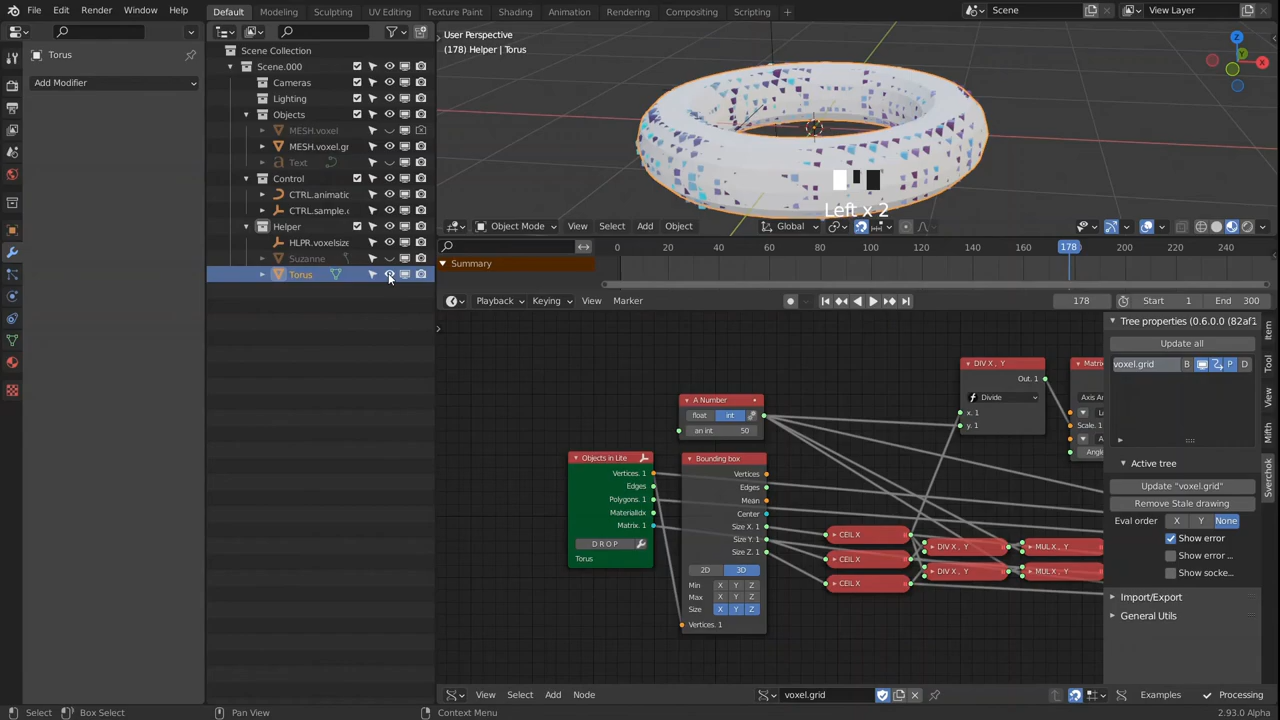 File Edit Render Window Help Default Modeling Sculpting UV Editing Texture Paint Shading Animation Rendering Compositing Scripting + Scene View Layer
Torus
Add Modifier
Scene Collection
Scene.000
Cameras
Lighting
Objects
MESH.voxel
MESH.voxel.gr
Text
Control
CTRL.animatic
CTRL.sample.c
Helper
HLPR.voxelsize
Suzanne
Torus
User Perspective
(178) Helper | Torus
Left x 2
Z
Y
X
Object Mode View Select Add Object Global
0 20 40 60 80 100 120 140 160 178 200 220 240
Summary
Playback Keying View Marker 178 Start 1 End 300
A Number
float int
an int 50
Objects in Lite
Vertices. 1
Edges
Polygons. 1
MaterialIdx
Matrix. 1
D R O P
Torus
Bounding box
Vertices
Edges
Mean
Center
Size X. 1
Size Y. 1
Size Z. 1
2D 3D
Min X Y Z
Max X Y Z
Size X Y Z
Vertices. 1
CEIL X
CEIL X
CEIL X
DIV X , Y
DIV X , Y
MUL X , Y
MUL X , Y
DIV X , Y
Out. 1
Divide
x. 1
y. 1
Matrix
Axis An
Lo
Scale. 1
A
Angle
Tree properties (0.6.0.0 (82af1
Update all
voxel.grid B P D
Active tree
Update "voxel.grid"
Remove Stale drawing
Eval order X Y None
Show error
Show error ...
Show socke...
Import/Export
General Utils
Item
Tool
View
Mifth
Sverchok
View Select Add Node voxel.grid Examples Processing
Select Box Select Pan View Context Menu 2.93.0 Alpha